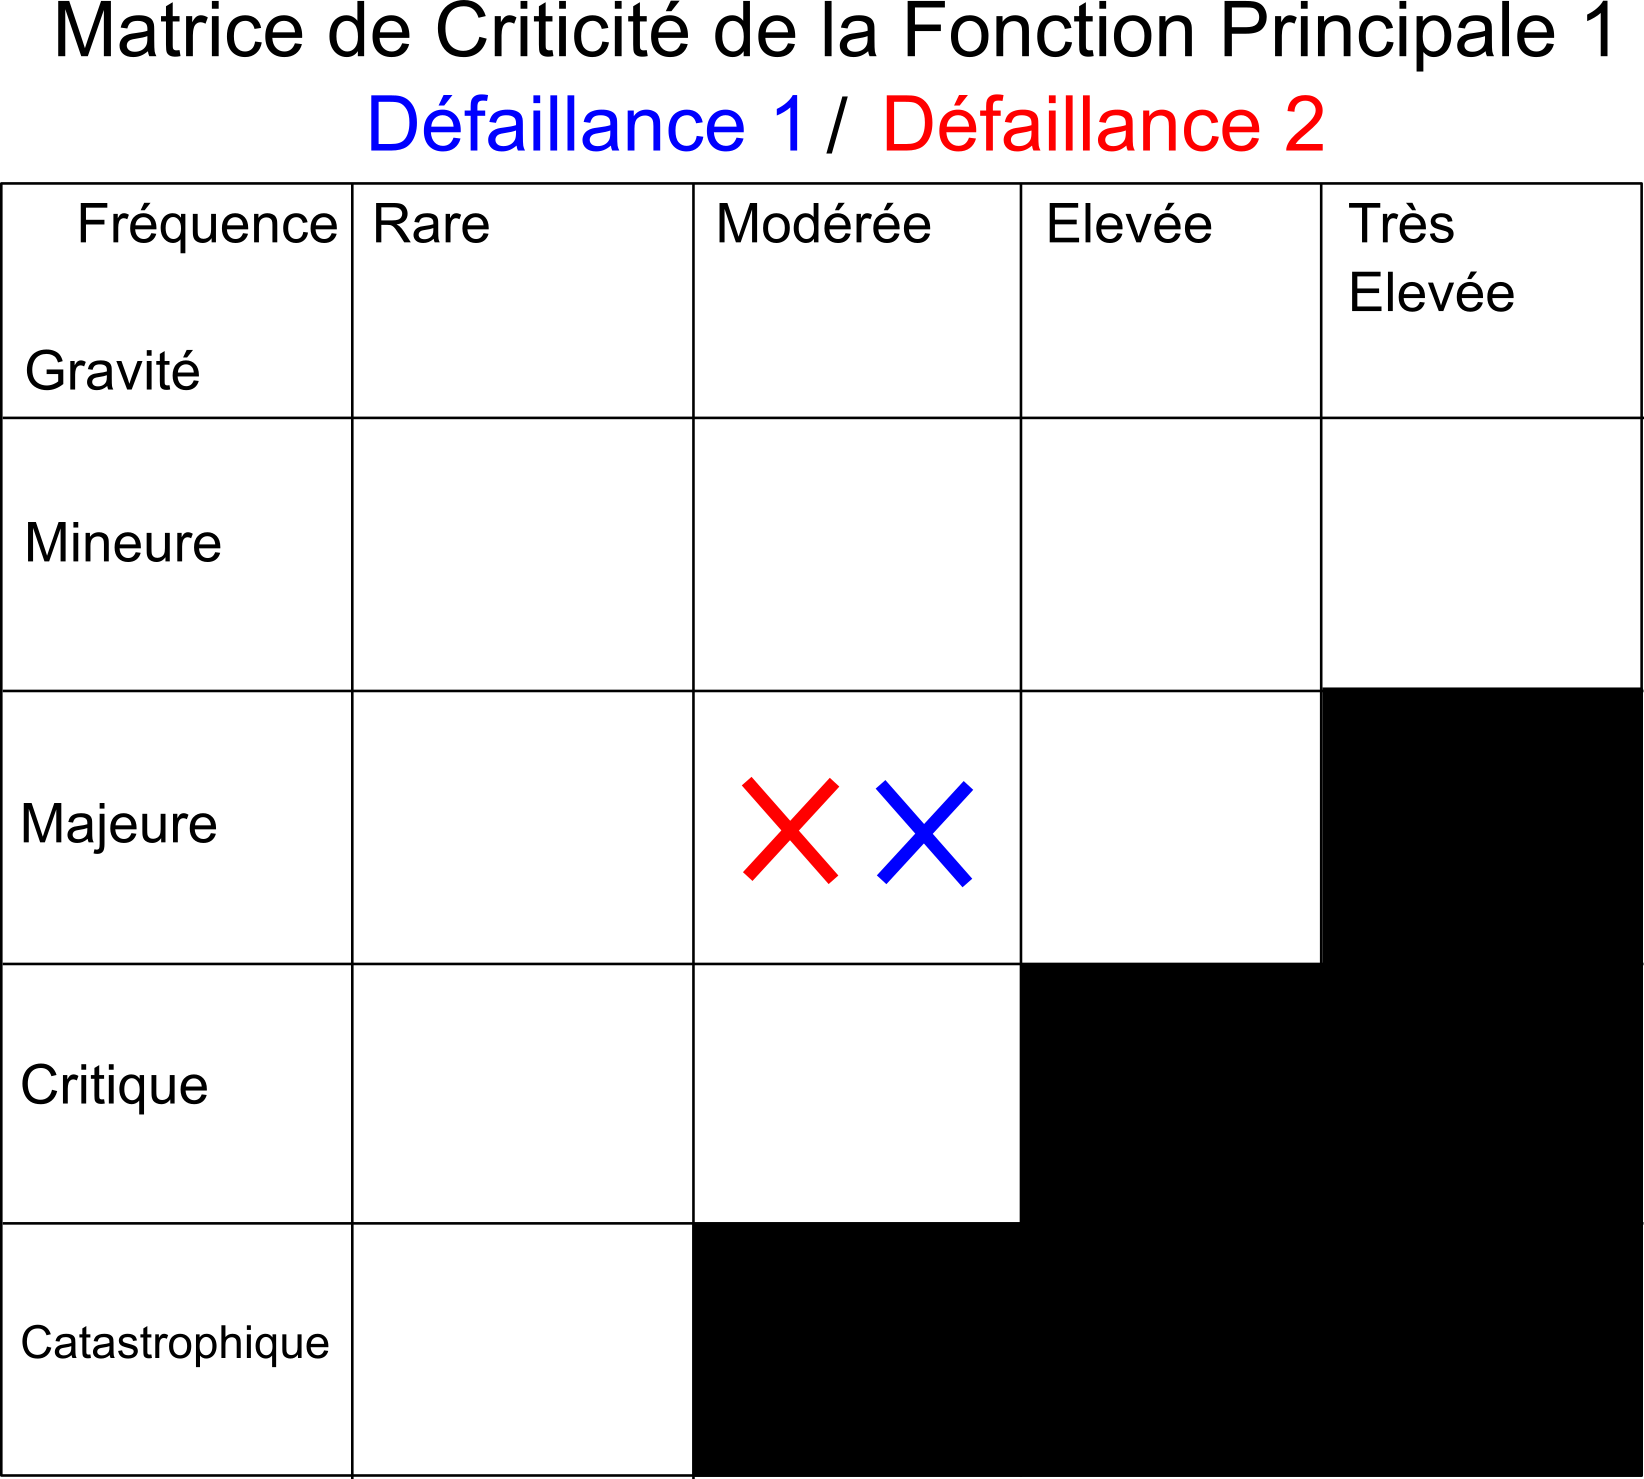 Matrice de Criticité de la Fonction Principale 1
Défaillance 1 / Défaillance 2
Fréquence Rare Modérée Elevée Très
Elevée
Gravité
Mineure
Majeure
Critique
Catastrophique